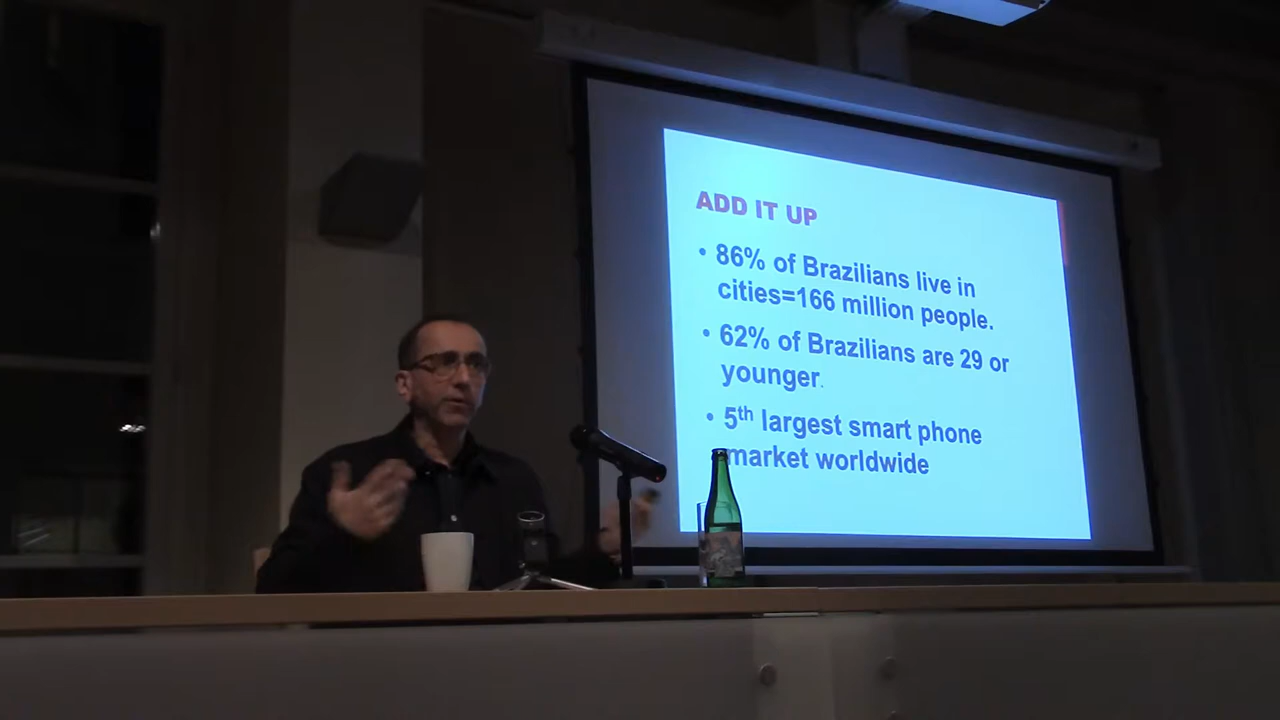 ADD IT UP
• 86% of Brazilians live in
cities=166 million people.
• 62% of Brazilians are 29 or
younger.
• 5th largest smart phone
market worldwide